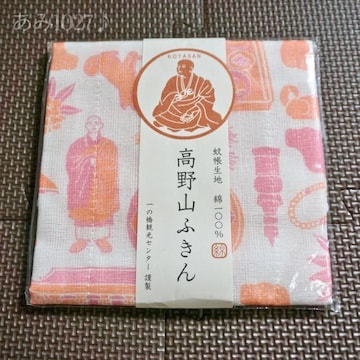 あみ1027♪
KOYASAN
高野山ふきん
蚊帳生地 綿一〇〇%
一の橋観光センター 謹製